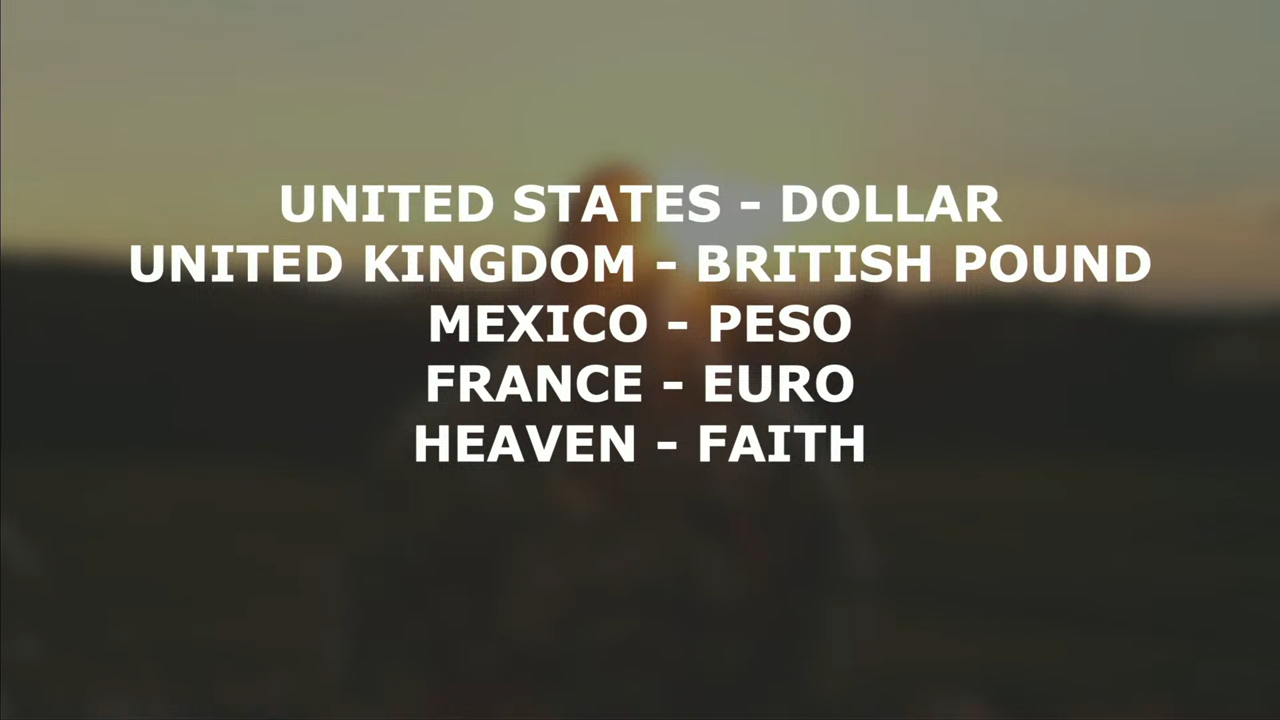 UNITED STATES - DOLLAR
UNITED KINGDOM - BRITISH POUND
MEXICO - PESO
FRANCE - EURO
HEAVEN - FAITH